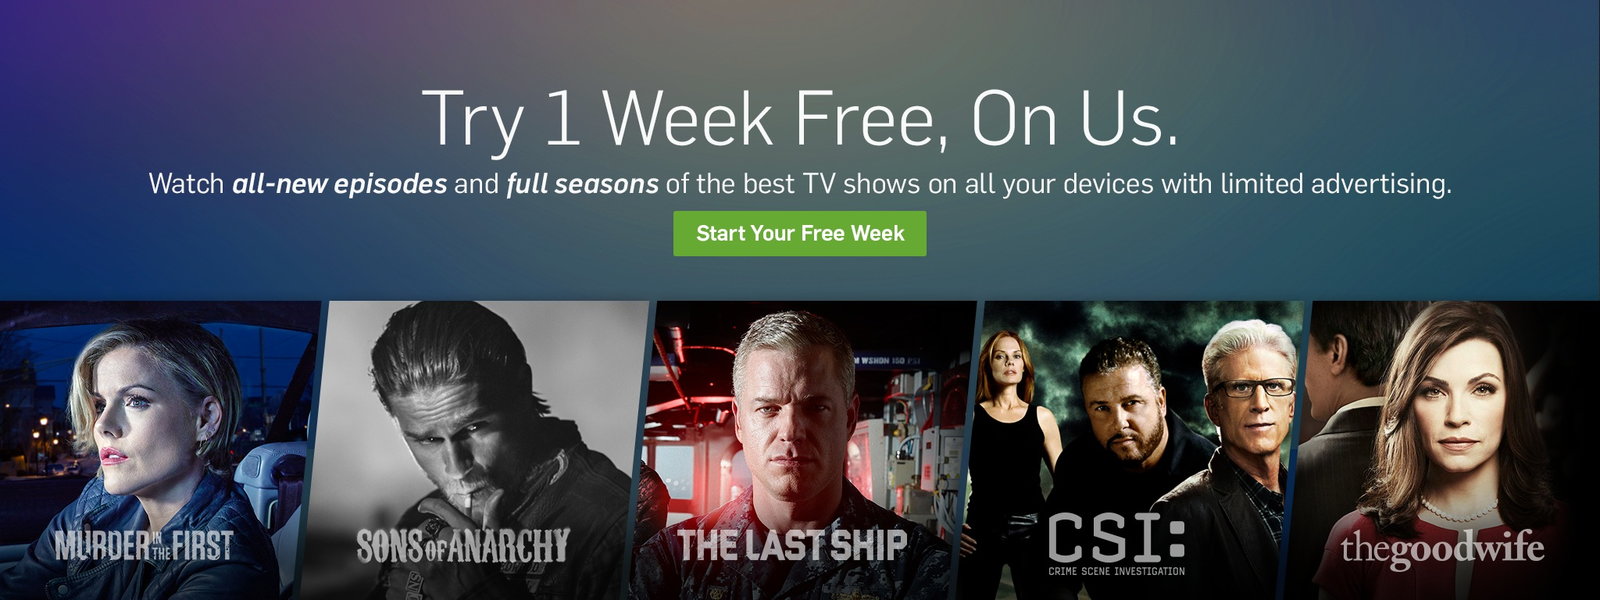 Try 1 Week Free, On Us.
Watch all-new episodes and full seasons of the best TV shows on all your devices with limited advertising.
Start Your Free Week
M WSHDN 150 PSI
MURDER IN THE FIRST
SONS OF ANARCHY
THE LAST SHIP
CSI:
CRIME SCENE INVESTIGATION
thegoodwife